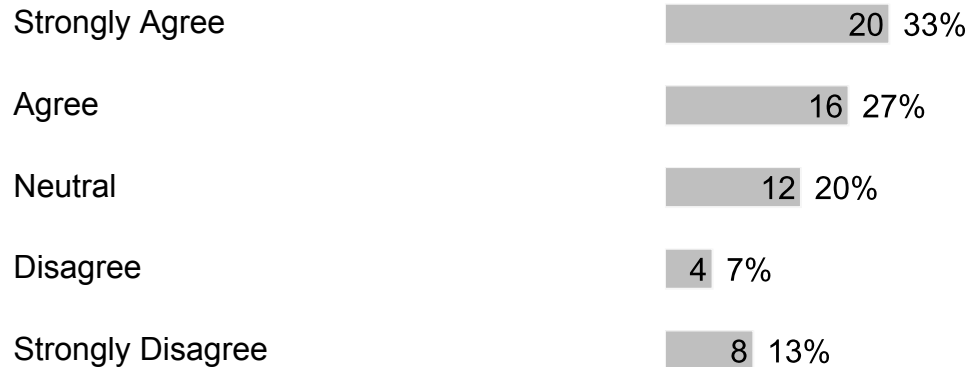 Strongly Agree 20 33%
Agree 16 27%
Neutral 12 20%
Disagree 4 7%
Strongly Disagree 8 13%